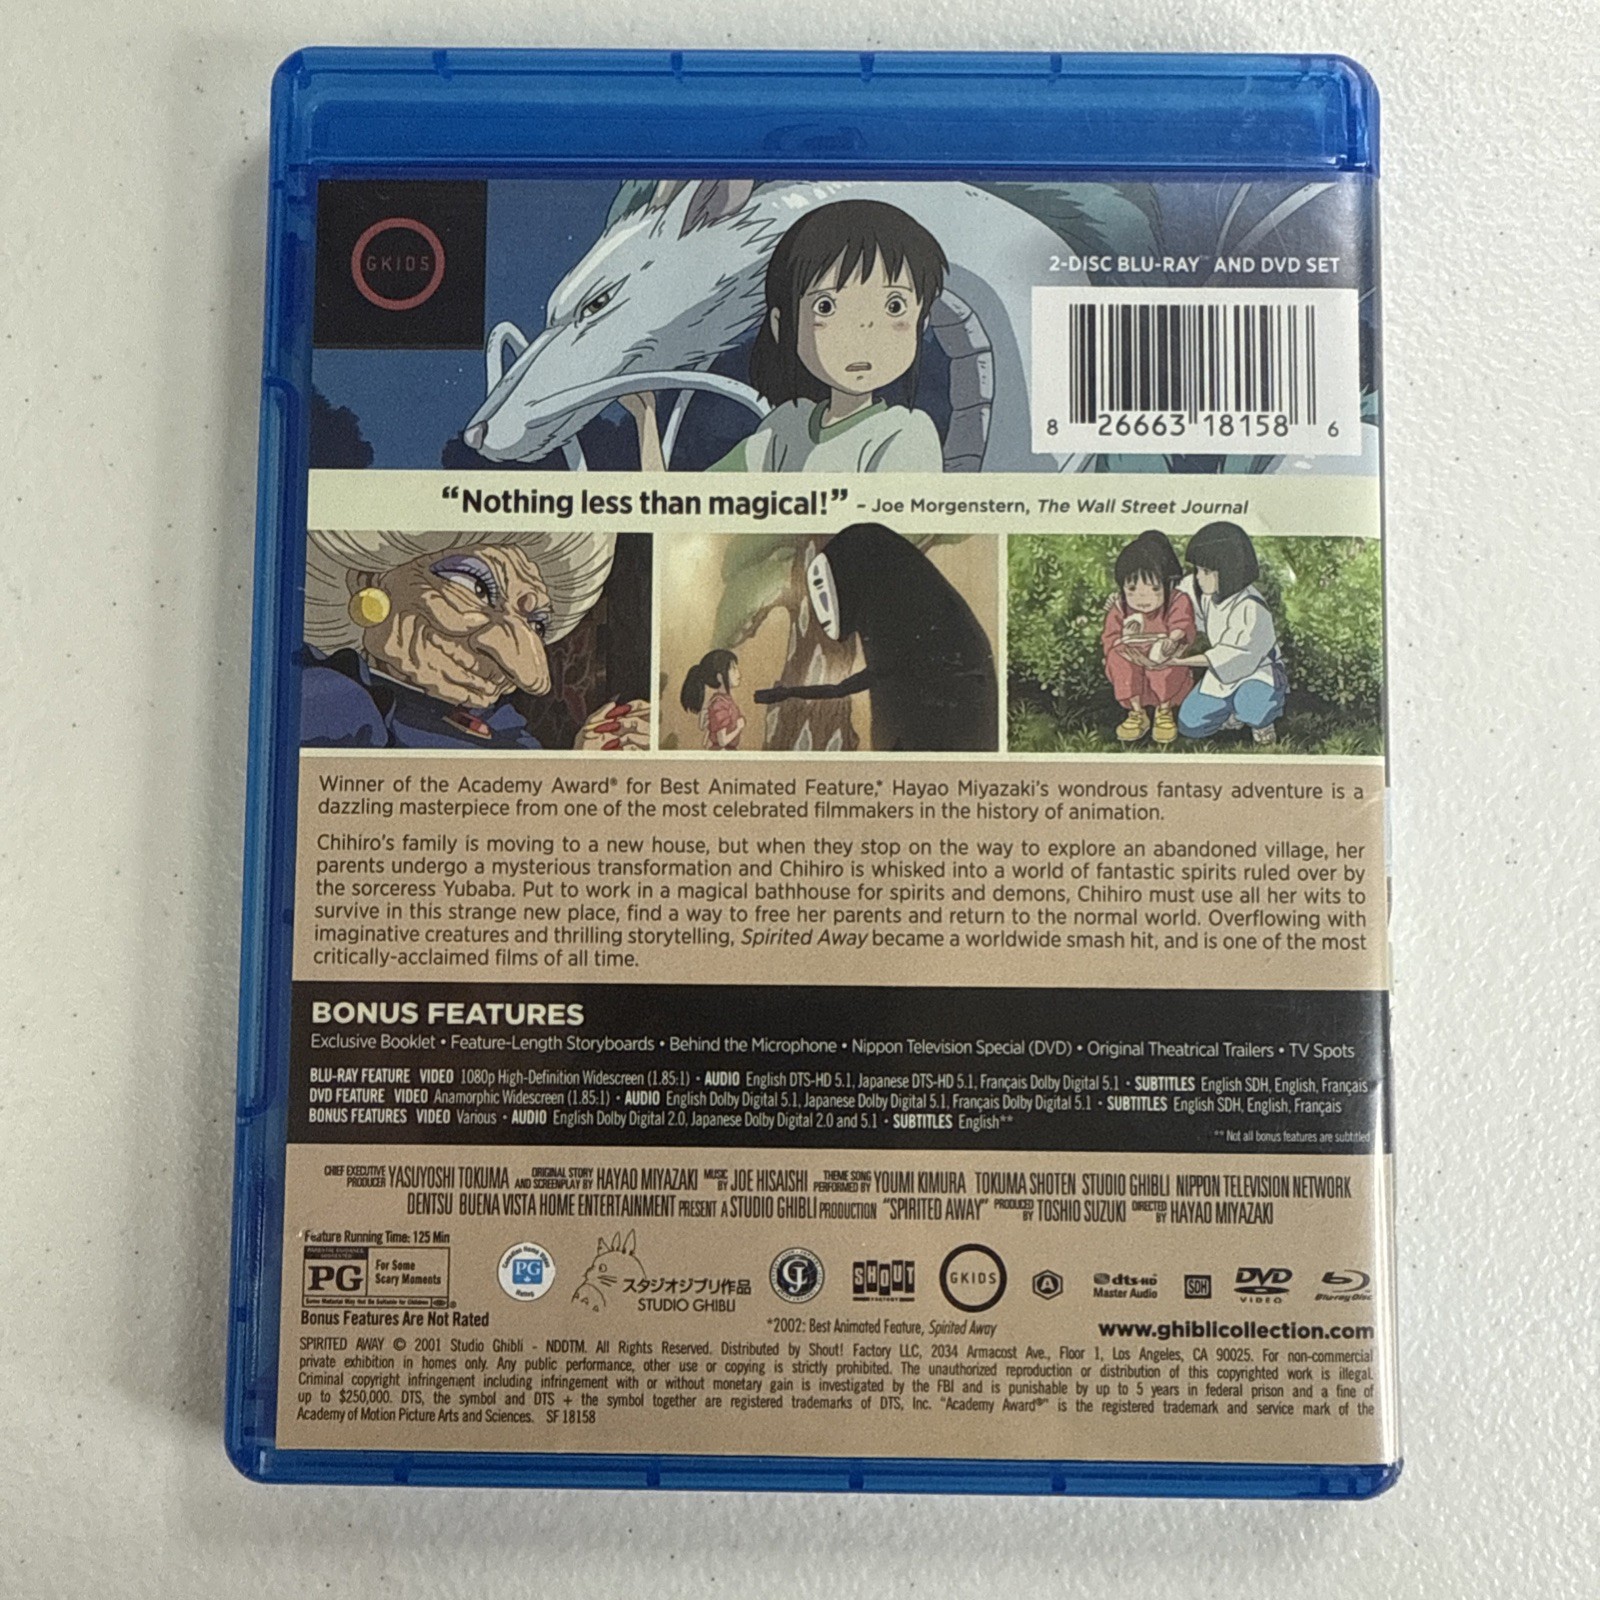 GKIDS
2-DISC BLU-RAY™ AND DVD SET
8 26663 18158 6
“Nothing less than magical!” – Joe Morgenstern, The Wall Street Journal
Winner of the Academy Award® for Best Animated Feature,* Hayao Miyazaki's wondrous fantasy adventure is a
dazzling masterpiece from one of the most celebrated filmmakers in the history of animation.
Chihiro's family is moving to a new house, but when they stop on the way to explore an abandoned village, her
parents undergo a mysterious transformation and Chihiro is whisked into a world of fantastic spirits ruled over by
the sorceress Yubaba. Put to work in a magical bathhouse for spirits and demons, Chihiro must use all her wits to
survive in this strange new place, find a way to free her parents and return to the normal world. Overflowing with
imaginative creatures and thrilling storytelling, Spirited Away became a worldwide smash hit, and is one of the most
critically-acclaimed films of all time.
BONUS FEATURES
Exclusive Booklet • Feature-Length Storyboards • Behind the Microphone • Nippon Television Special (DVD) • Original Theatrical Trailers • TV Spots
BLU-RAY FEATURE VIDEO 1080p High-Definition Widescreen (1.85:1) • AUDIO English DTS-HD 5.1, Japanese DTS-HD 5.1, Français Dolby Digital 5.1 • SUBTITLES English SDH, English, Français
DVD FEATURE VIDEO Anamorphic Widescreen (1.85:1) • AUDIO English Dolby Digital 5.1, Japanese Dolby Digital 5.1, Français Dolby Digital 5.1 • SUBTITLES English SDH, English, Français
BONUS FEATURES VIDEO Various • AUDIO English Dolby Digital 2.0, Japanese Dolby Digital 2.0 and 5.1 • SUBTITLES English**
** Not all bonus features are subtitled
CHIEF EXECUTIVE PRODUCER YASUYOSHI TOKUMA ORIGINAL STORY AND SCREENPLAY BY HAYAO MIYAZAKI MUSIC BY JOE HISAISHI THEME SONG PERFORMED BY YOUMI KIMURA TOKUMA SHOTEN STUDIO GHIBLI NIPPON TELEVISION NETWORK
DENTSU BUENA VISTA HOME ENTERTAINMENT PRESENT A STUDIO GHIBLI PRODUCTION “SPIRITED AWAY” PRODUCED BY TOSHIO SUZUKI DIRECTED BY HAYAO MIYAZAKI
Feature Running Time: 125 Min
PARENTAL GUIDANCE SUGGESTED
PG For Some Scary Moments
Some Material May Not Be Suitable for Children
Bonus Features Are Not Rated
Canadian Home Video Rated PG
スタジオジブリ作品
STUDIO GHIBLI
SHOUT FACTORY
GKIDS
A
dts-HD Master Audio
SDH
DVD VIDEO
Blu-ray Disc
*2002: Best Animated Feature, Spirited Away
www.ghiblicollection.com
SPIRITED AWAY © 2001 Studio Ghibli - NDDTM. All Rights Reserved. Distributed by Shout! Factory LLC, 2034 Armacost Ave., Floor 1, Los Angeles, CA 90025. For non-commercial
private exhibition in homes only. Any public performance, other use or copying is strictly prohibited. The unauthorized reproduction or distribution of this copyrighted work is illegal.
Criminal copyright infringement including infringement with or without monetary gain is investigated by the FBI and is punishable by up to 5 years in federal prison and a fine of
up to $250,000. DTS, the symbol and DTS + the symbol together are registered trademarks of DTS, Inc. "Academy Award®" is the registered trademark and service mark of the
Academy of Motion Picture Arts and Sciences. SF 18158